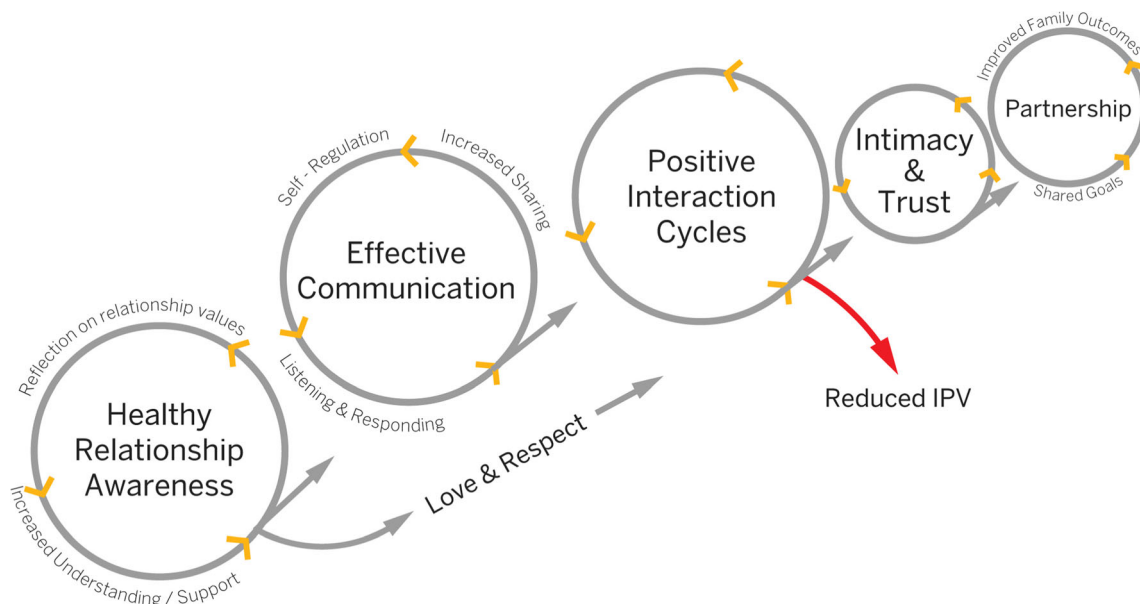 Reflection on relationship values
Healthy
Relationship
Awareness
Increased Understanding / Support
Self - Regulation
Increased Sharing
Effective
Communication
Listening & Responding
Love & Respect
Positive
Interaction
Cycles
Reduced IPV
Intimacy
&
Trust
Improved Family Outcomes
Partnership
Shared Goals